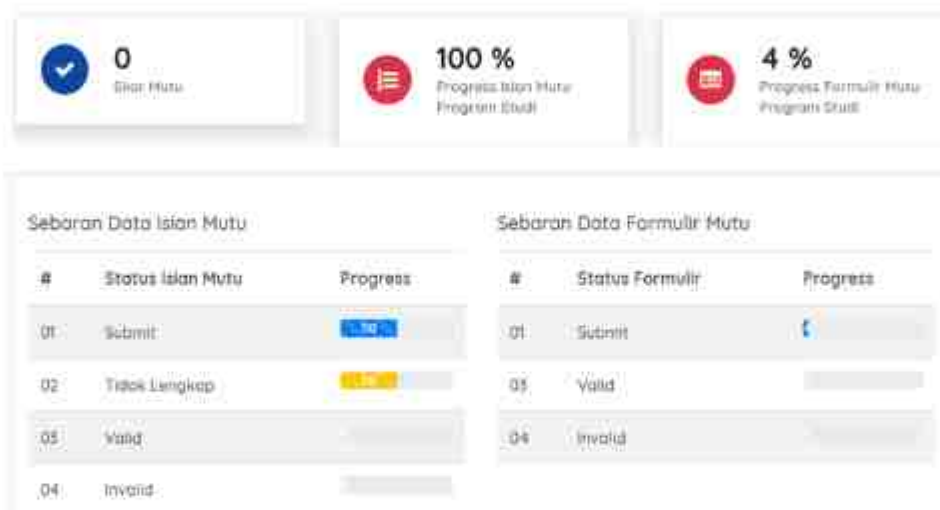 0
Skor Mutu
100 %
Progress Isian Mutu
Program Studi
4 %
Progress Formulir Mutu
Program Studi
Sebaran Data Isian Mutu
# Status Isian Mutu Progress
01 Submit 50
02 Tidak Lengkap
03 Valid
04 Invalid
Sebaran Data Formulir Mutu
# Status Formulir Progress
01 Submit
03 Valid
04 Invalid